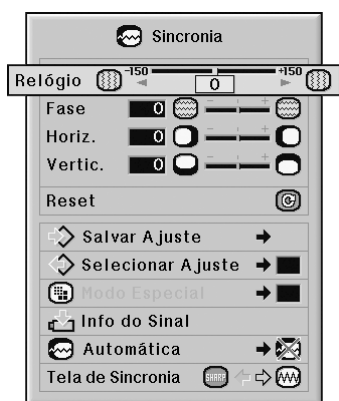 Sincronia
Relógio -150 0 +150
Fase 0 - +
Horiz. 0 - +
Vertic. 0 - +
Reset
Salvar Ajuste
Selecionar Ajuste
Modo Especial
Info do Sinal
Automática
Tela de Sincronia SHARP